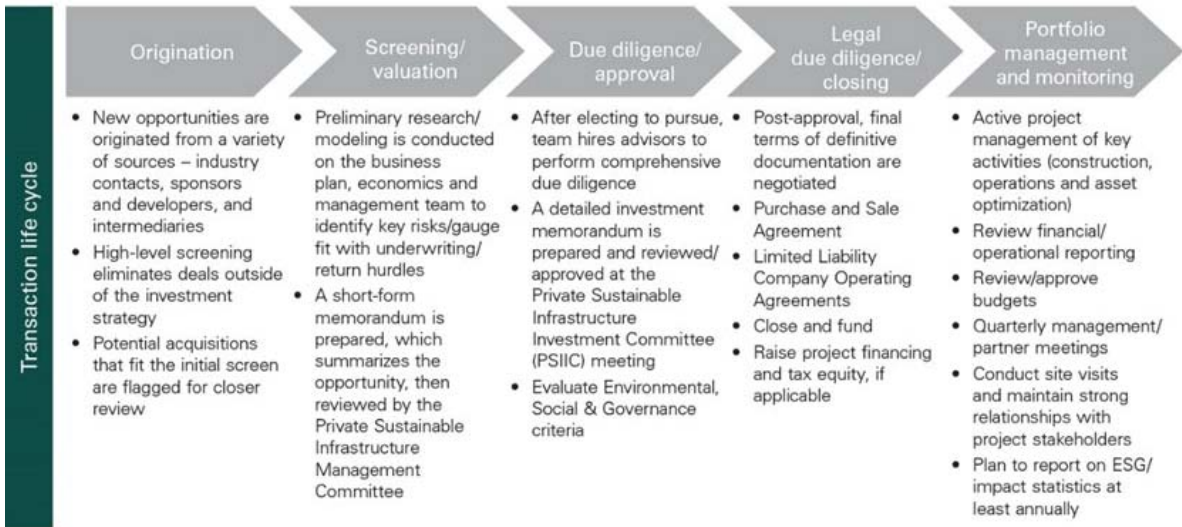 Transaction life cycle
Origination
• New opportunities are
originated from a variety
of sources – industry
contacts, sponsors
and developers, and
intermediaries
• High-level screening
eliminates deals outside
of the investment
strategy
• Potential acquisitions
that fit the initial screen
are flagged for closer
review
Screening/
valuation
• Preliminary research/
modeling is conducted
on the business
plan, economics and
management team to
identify key risks/gauge
fit with underwriting/
return hurdles
• A short-form
memorandum is
prepared, which
summarizes the
opportunity, then
reviewed by the
Private Sustainable
Infrastructure
Management
Committee
Due diligence/
approval
• After electing to pursue,
team hires advisors to
perform comprehensive
due diligence
• A detailed investment
memorandum is
prepared and reviewed/
approved at the
Private Sustainable
Infrastructure
Investment Committee
(PSIIC) meeting
• Evaluate Environmental,
Social & Governance
criteria
Legal
due diligence/
closing
• Post-approval, final
terms of definitive
documentation are
negotiated
• Purchase and Sale
Agreement
• Limited Liability
Company Operating
Agreements
• Close and fund
• Raise project financing
and tax equity, if
applicable
Portfolio
management
and monitoring
• Active project
management of key
activities (construction,
operations and asset
optimization)
• Review financial/
operational reporting
• Review/approve
budgets
• Quarterly management/
partner meetings
• Conduct site visits
and maintain strong
relationships with
project stakeholders
• Plan to report on ESG/
impact statistics at
least annually